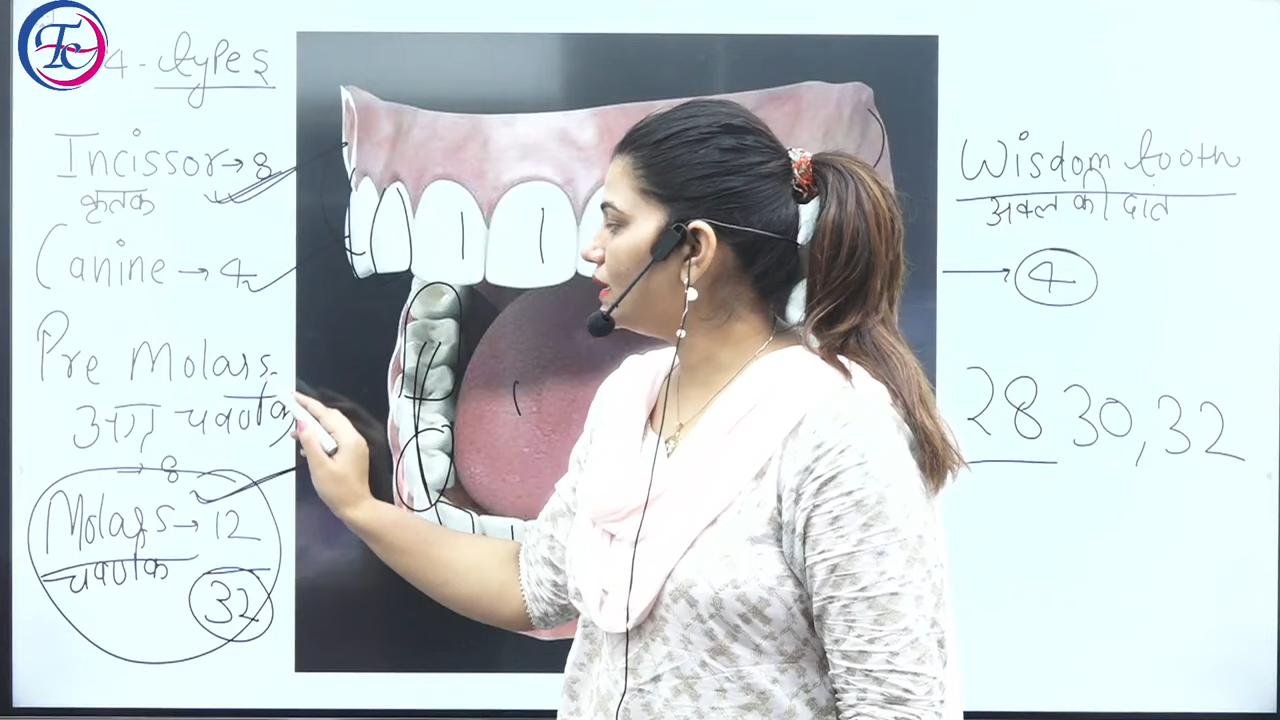 Tc
4 - types
Incissor → 8
कृतक
Canine → 4
Pre Molars
अग्र चवर्णक
→ 8
Molars → 12
चवर्णक
32
Wisdom tooth
अक्ल की दांत
→ 4
28 30, 32